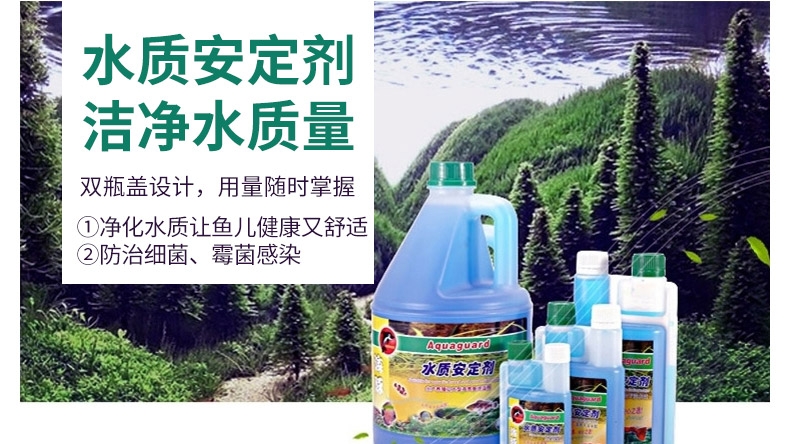 水质安定剂
洁净水质量
双瓶盖设计，用量随时掌握
①净化水质让鱼儿健康又舒适
②防治细菌、霉菌感染
Aquaguard
水质安定剂
水质安定剂